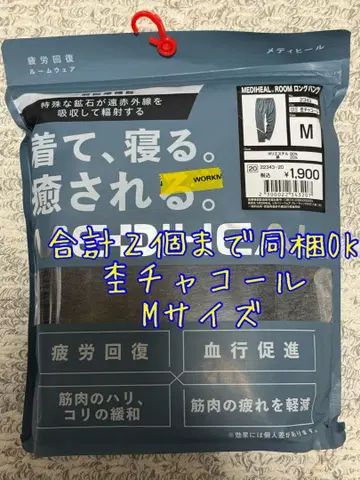 疲労回復
ルームウェア
メディヒール
特殊な鉱石が遠赤外線を
吸収して輻射する
MEDIHEAL. ROOM ロングパンツ
M
着て、寝る。
癒される。
WORKM
20
22343-20
税込
¥1,900
合計2個まで同梱Ok
杢チャコール
Mサイズ
疲労回復
血行促進
筋肉のハリ、
コリの緩和
筋肉の疲れを軽減
※効果には個人差があります。